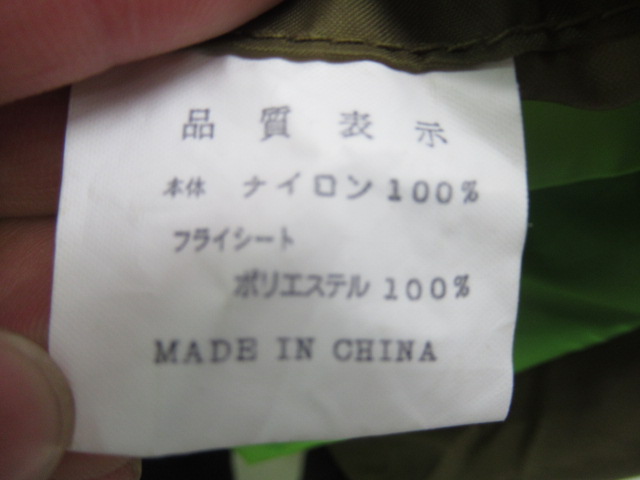 品質表示
本体 ナイロン 100%
フライシート
ポリエステル 100%
MADE IN CHINA